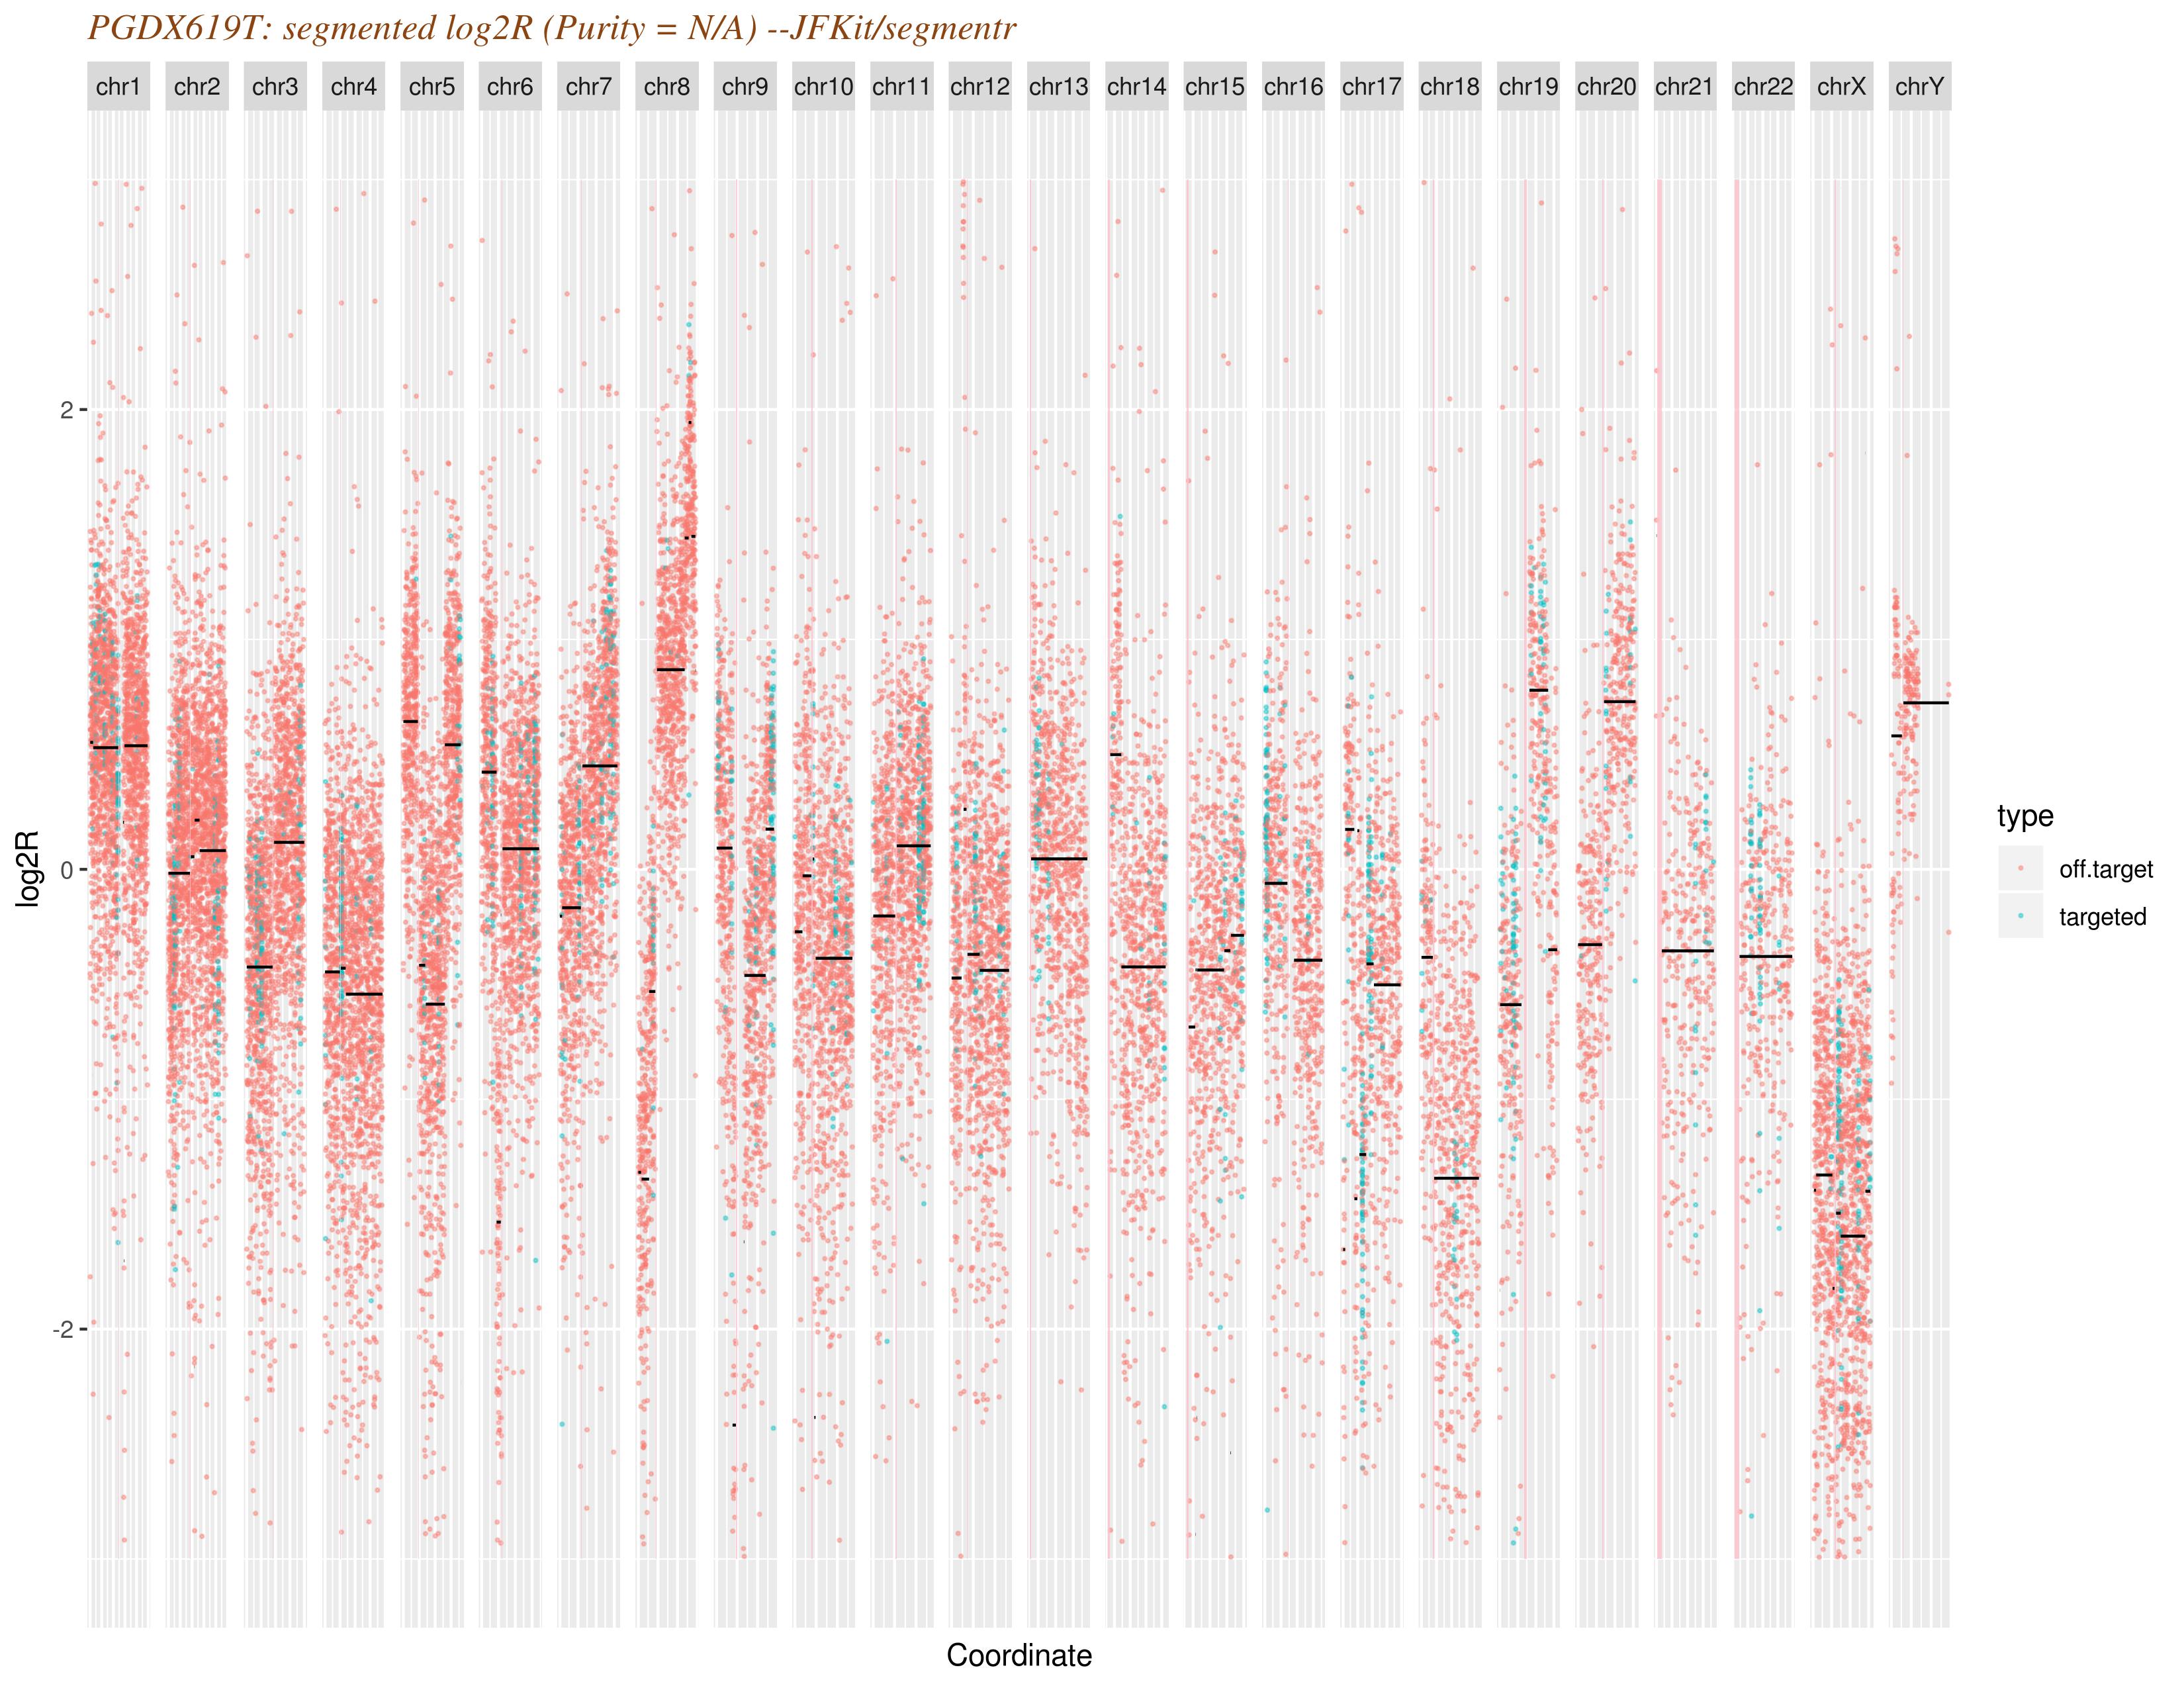 PGDX619T: segmented log2R (Purity = N/A) --JFKit/segmentr
chr1 chr2 chr3 chr4 chr5 chr6 chr7 chr8 chr9 chr10 chr11 chr12 chr13 chr14 chr15 chr16 chr17 chr18 chr19 chr20 chr21 chr22 chrX chrY
2
0
-2
log2R
Coordinate
type
off.target
targeted